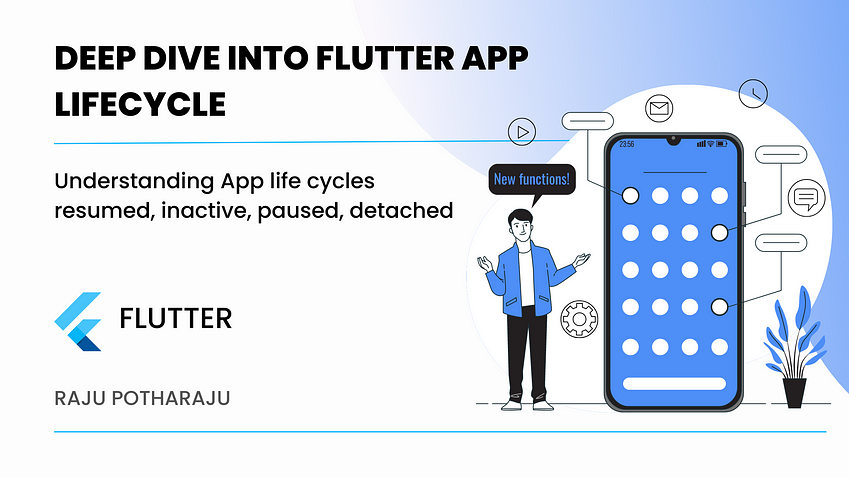 DEEP DIVE INTO FLUTTER APP
LIFECYCLE
Understanding App life cycles
resumed, inactive, paused, detached
New functions!
23:56
FLUTTER
RAJU POTHARAJU